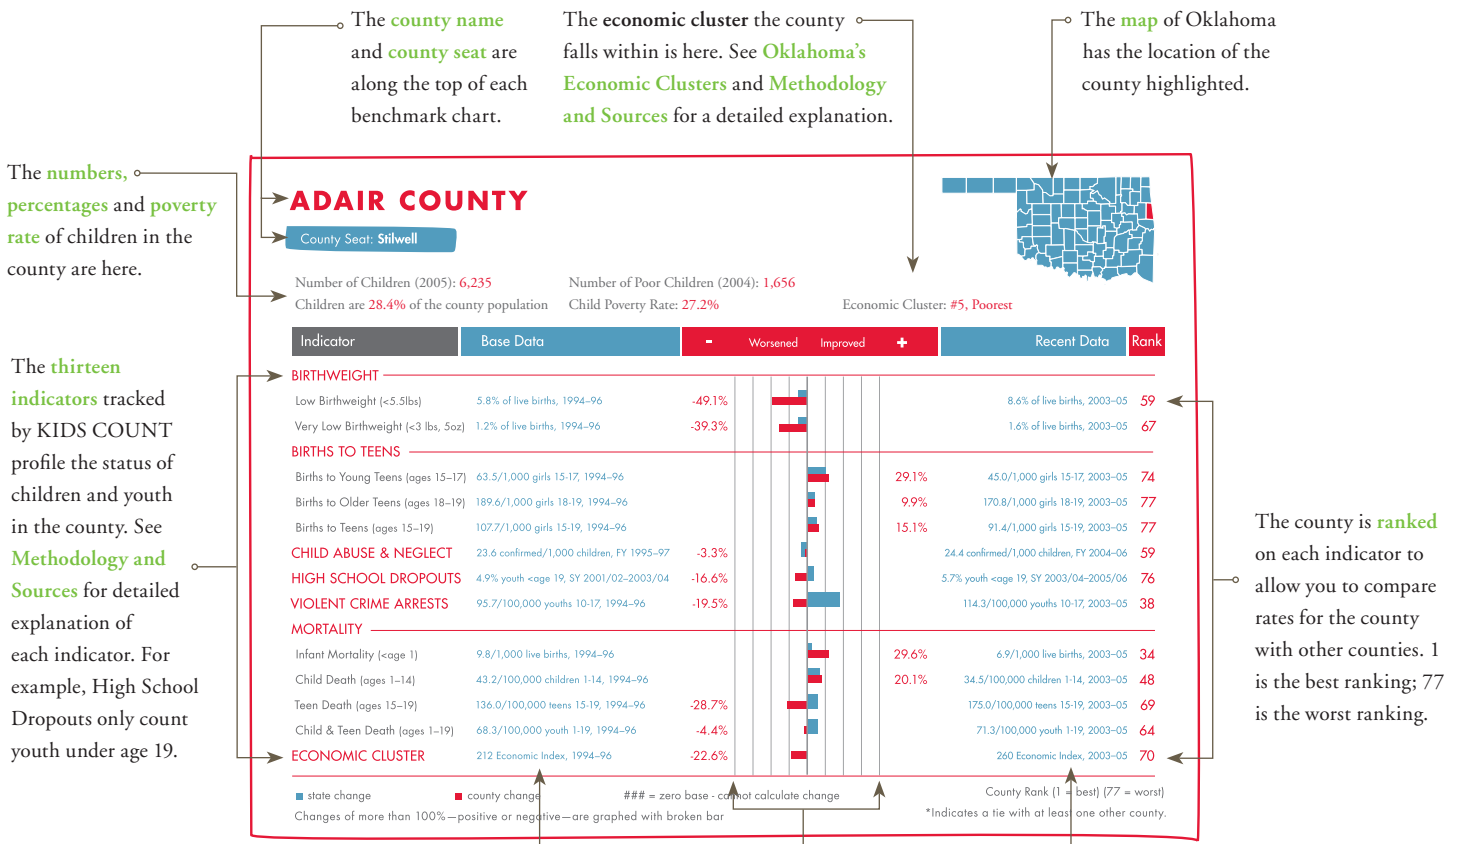 The county name
and county seat are
along the top of each
benchmark chart.
The economic cluster the county
falls within is here. See Oklahoma’s
Economic Clusters and Methodology
and Sources for a detailed explanation.
The map of Oklahoma
has the location of the
county highlighted.
The numbers,
percentages and poverty
rate of children in the
county are here.
ADAIR COUNTY
County Seat: Stilwell
Number of Children (2005): 6,235
Number of Poor Children (2004): 1,656
Children are 28.4% of the county population
Child Poverty Rate: 27.2%
Economic Cluster: #5, Poorest
Indicator Base Data - Worsened Improved + Recent Data Rank
BIRTHWEIGHT
Low Birthweight (<5.5lbs) 5.8% of live births, 1994–96 -49.1% 8.6% of live births, 2003–05 59
Very Low Birthweight (<3 lbs, 5oz) 1.2% of live births, 1994–96 -39.3% 1.6% of live births, 2003–05 67
BIRTHS TO TEENS
Births to Young Teens (ages 15–17) 63.5/1,000 girls 15-17, 1994–96 29.1% 45.0/1,000 girls 15-17, 2003–05 74
Births to Older Teens (ages 18–19) 189.6/1,000 girls 18-19, 1994–96 9.9% 170.8/1,000 girls 18-19, 2003–05 77
Births to Teens (ages 15–19) 107.7/1,000 girls 15-19, 1994–96 15.1% 91.4/1,000 girls 15-19, 2003–05 77
CHILD ABUSE & NEGLECT 23.6 confirmed/1,000 children, FY 1995–97 -3.3% 24.4 confirmed/1,000 children, FY 2004–06 59
HIGH SCHOOL DROPOUTS 4.9% youth <age 19, SY 2001/02–2003/04 -16.6% 5.7% youth <age 19, SY 2003/04–2005/06 76
VIOLENT CRIME ARRESTS 95.7/100,000 youths 10-17, 1994–96 -19.5% 114.3/100,000 youths 10-17, 2003–05 38
MORTALITY
Infant Mortality (<age 1) 9.8/1,000 live births, 1994–96 29.6% 6.9/1,000 live births, 2003–05 34
Child Death (ages 1–14) 43.2/100,000 children 1-14, 1994–96 20.1% 34.5/100,000 children 1-14, 2003–05 48
Teen Death (ages 15–19) 136.0/100,000 teens 15-19, 1994–96 -28.7% 175.0/100,000 teens 15-19, 2003–05 69
Child & Teen Death (ages 1–19) 68.3/100,000 youth 1-19, 1994–96 -4.4% 71.3/100,000 youth 1-19, 2003–05 64
ECONOMIC CLUSTER 212 Economic Index, 1994–96 -22.6% 260 Economic Index, 2003–05 70
state change county change ### = zero base - cannot calculate change County Rank (1 = best) (77 = worst)
Changes of more than 100%—positive or negative—are graphed with broken bar *Indicates a tie with at least one other county.
The thirteen
indicators tracked
by KIDS COUNT
profile the status of
children and youth
in the county. See
Methodology and
Sources for detailed
explanation of
each indicator. For
example, High School
Dropouts only count
youth under age 19.
The county is ranked
on each indicator to
allow you to compare
rates for the county
with other counties. 1
is the best ranking; 77
is the worst ranking.